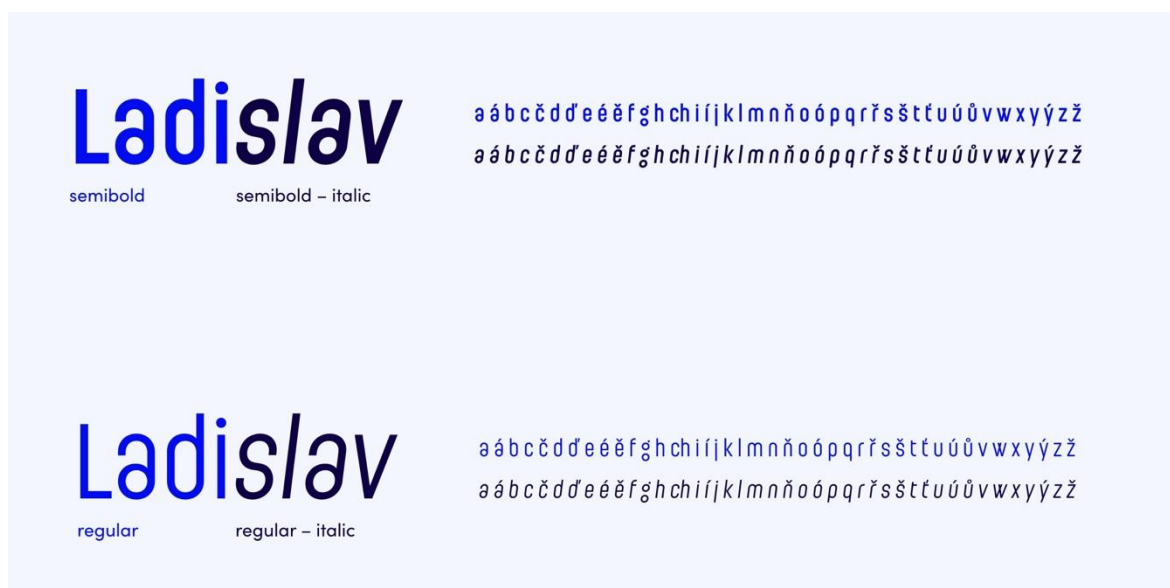 Ladislav
semibold
semibold – italic
aábcčdďeéěfghchiíjklmnňoópqrřsštťuúůvwxyýzž
aábcčdďeéěfghchiíjklmnňoópqrřsštťuúůvwxyýzž
Ladislav
regular
regular – italic
aábcčdďeéěfghchiíjklmnňoópqrřsštťuúůvwxyýzž
aábcčdďeéěfghchiíjklmnňoópqrřsštťuúůvwxyýzž